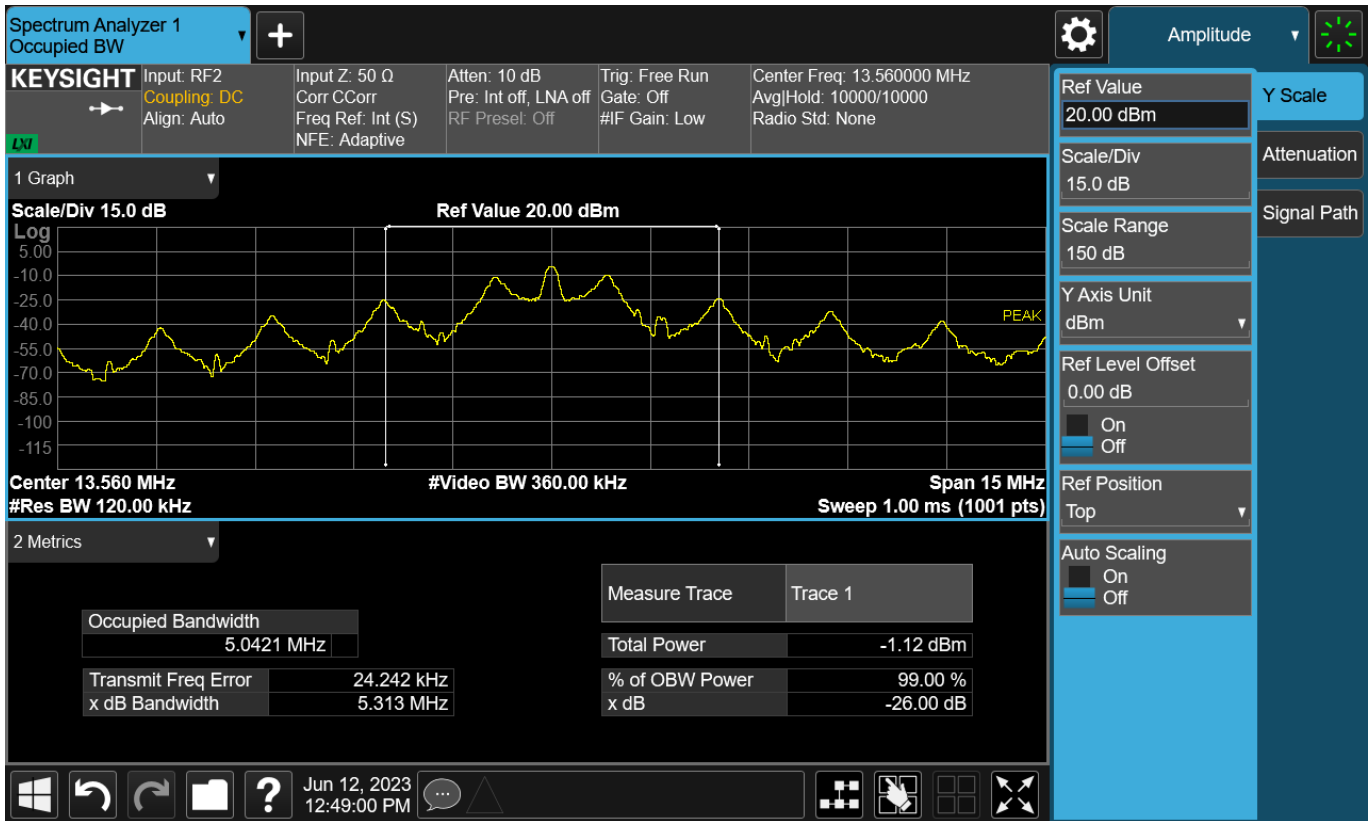 Spectrum Analyzer 1
Occupied BW
Amplitude
KEYSIGHT
LXI
Input: RF2
Coupling: DC
Align: Auto
Input Z: 50 Ω
Corr CCorr
Freq Ref: Int (S)
NFE: Adaptive
Atten: 10 dB
Pre: Int off, LNA off
RF Presel: Off
Trig: Free Run
Gate: Off
#IF Gain: Low
Center Freq: 13.560000 MHz
Avg|Hold: 10000/10000
Radio Std: None
1 Graph
Scale/Div 15.0 dB
Ref Value 20.00 dBm
Log
5.00
-10.0
-25.0
-40.0
-55.0
-70.0
-85.0
-100
-115
PEAK
Center 13.560 MHz
#Video BW 360.00 kHz
Span 15 MHz
#Res BW 120.00 kHz
Sweep 1.00 ms (1001 pts)
2 Metrics
Occupied Bandwidth
5.0421 MHz
Transmit Freq Error 24.242 kHz
x dB Bandwidth 5.313 MHz
Measure Trace Trace 1
Total Power -1.12 dBm
% of OBW Power 99.00 %
x dB -26.00 dB
Ref Value
20.00 dBm
Scale/Div
15.0 dB
Scale Range
150 dB
Y Axis Unit
dBm
Ref Level Offset
0.00 dB
On
Off
Ref Position
Top
Auto Scaling
On
Off
Y Scale
Attenuation
Signal Path
?
Jun 12, 2023
12:49:00 PM